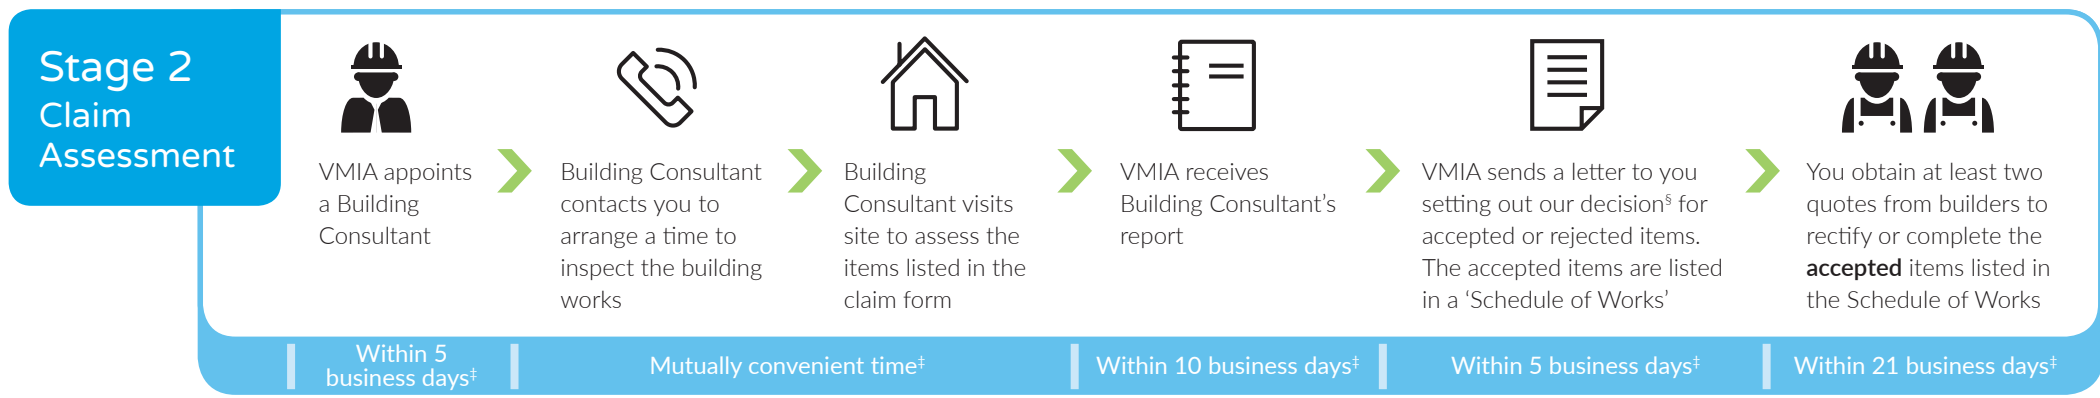 Stage 2
Claim
Assessment
VMIA appoints
a Building
Consultant
Building Consultant
contacts you to
arrange a time to
inspect the building
works
Building
Consultant visits
site to assess the
items listed in the
claim form
VMIA receives
Building Consultant’s
report
VMIA sends a letter to you
setting out our decision§ for
accepted or rejected items.
The accepted items are listed
in a ‘Schedule of Works’
You obtain at least two
quotes from builders to
rectify or complete the
accepted items listed in
the Schedule of Works
Within 5
business days‡
Mutually convenient time‡
Within 10 business days‡
Within 5 business days‡
Within 21 business days‡